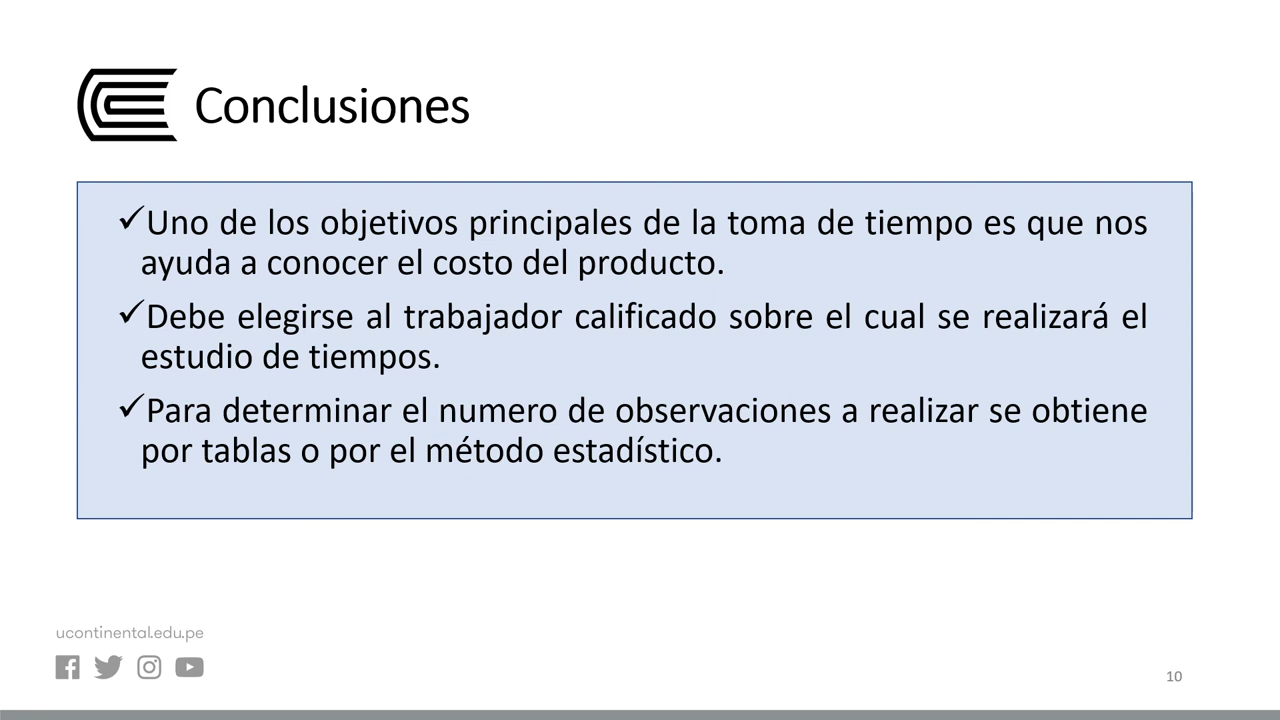 Conclusiones
✓Uno de los objetivos principales de la toma de tiempo es que nos
ayuda a conocer el costo del producto.
✓Debe elegirse al trabajador calificado sobre el cual se realizará el
estudio de tiempos.
✓Para determinar el numero de observaciones a realizar se obtiene
por tablas o por el método estadístico.
ucontinental.edu.pe
10